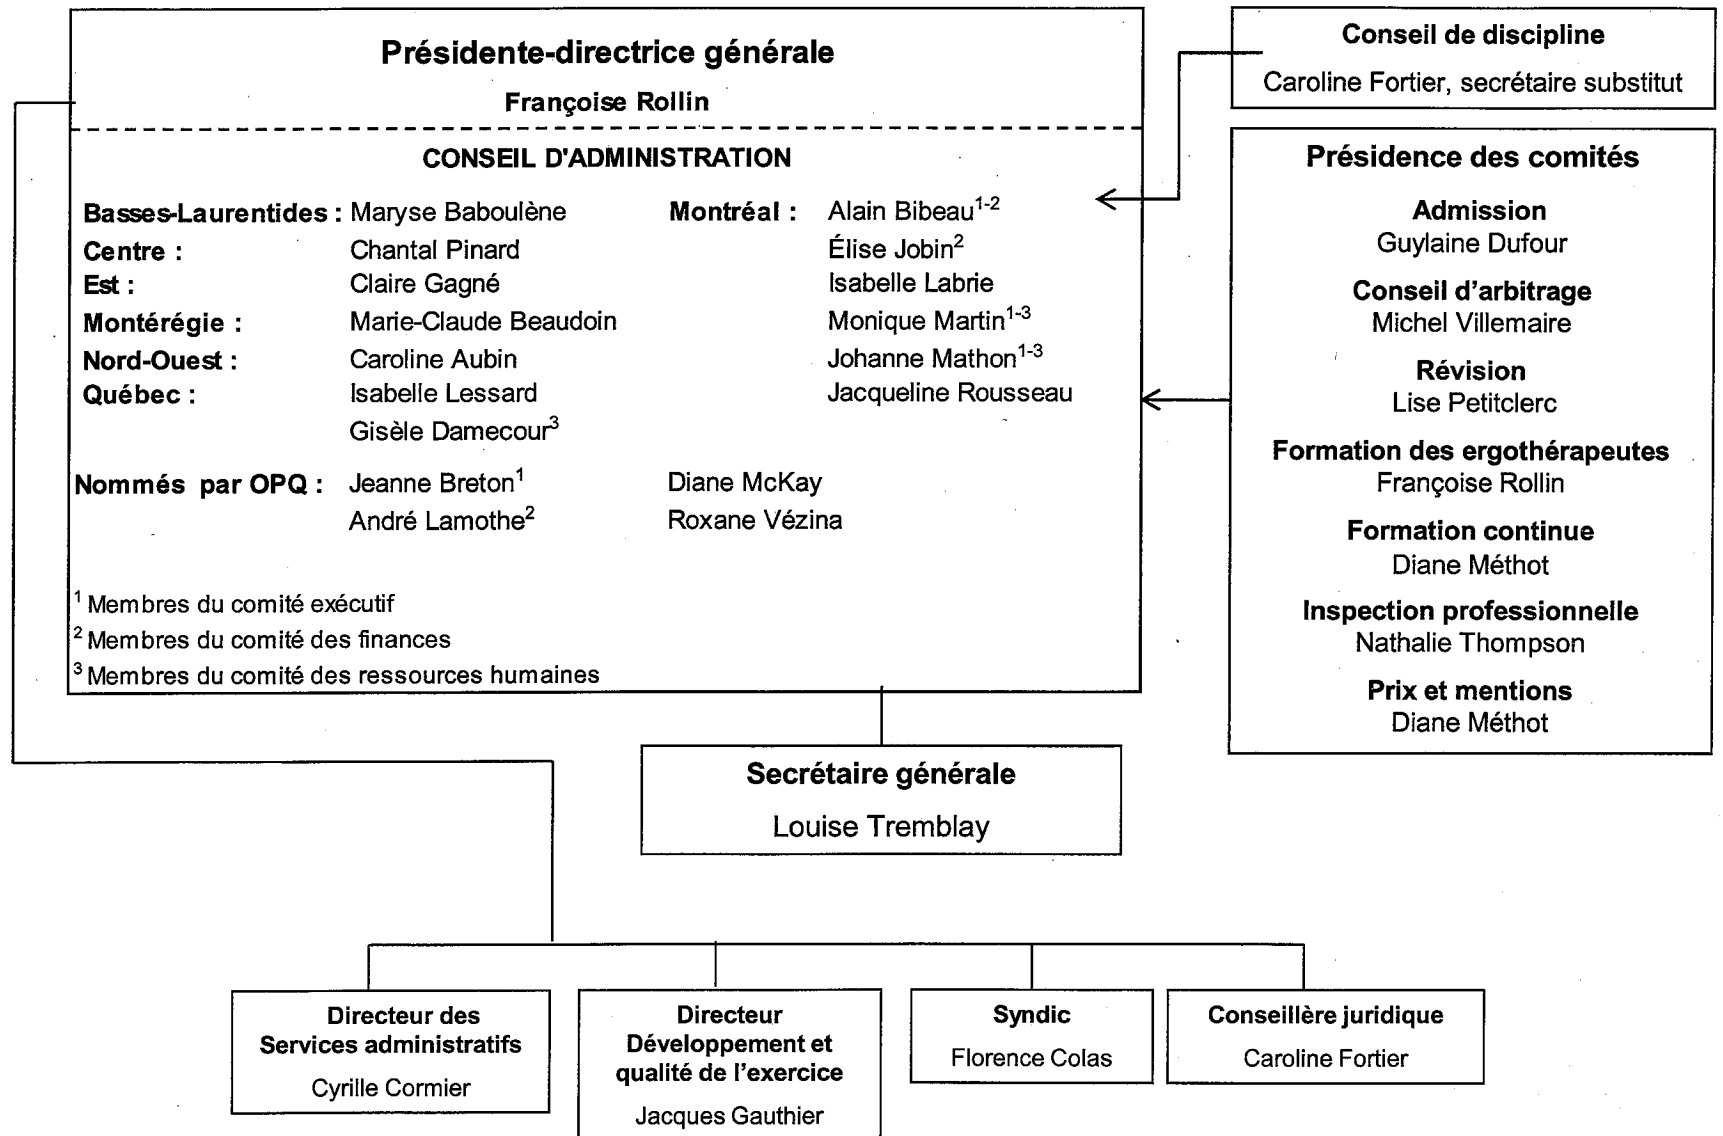 Présidente-directrice générale
Françoise Rollin
CONSEIL D'ADMINISTRATION
Basses-Laurentides : Maryse Baboulène
Centre : Chantal Pinard
Est : Claire Gagné
Montérégie : Marie-Claude Beaudoin
Nord-Ouest : Caroline Aubin
Québec : Isabelle Lessard
Gisèle Damecour³
Montréal : Alain Bibeau¹⁻²
Élise Jobin²
Isabelle Labrie
Monique Martin¹⁻³
Johanne Mathon¹⁻³
Jacqueline Rousseau
Nommés par OPQ : Jeanne Breton¹ Diane McKay
André Lamothe² Roxane Vézina
¹ Membres du comité exécutif
² Membres du comité des finances
³ Membres du comité des ressources humaines
Conseil de discipline
Caroline Fortier, secrétaire substitut
Présidence des comités
Admission
Guylaine Dufour
Conseil d’arbitrage
Michel Villemaire
Révision
Lise Petitclerc
Formation des ergothérapeutes
Françoise Rollin
Formation continue
Diane Méthot
Inspection professionnelle
Nathalie Thompson
Prix et mentions
Diane Méthot
Secrétaire générale
Louise Tremblay
Directeur des
Services administratifs
Cyrille Cormier
Directeur
Développement et
qualité de l’exercice
Jacques Gauthier
Syndic
Florence Colas
Conseillère juridique
Caroline Fortier